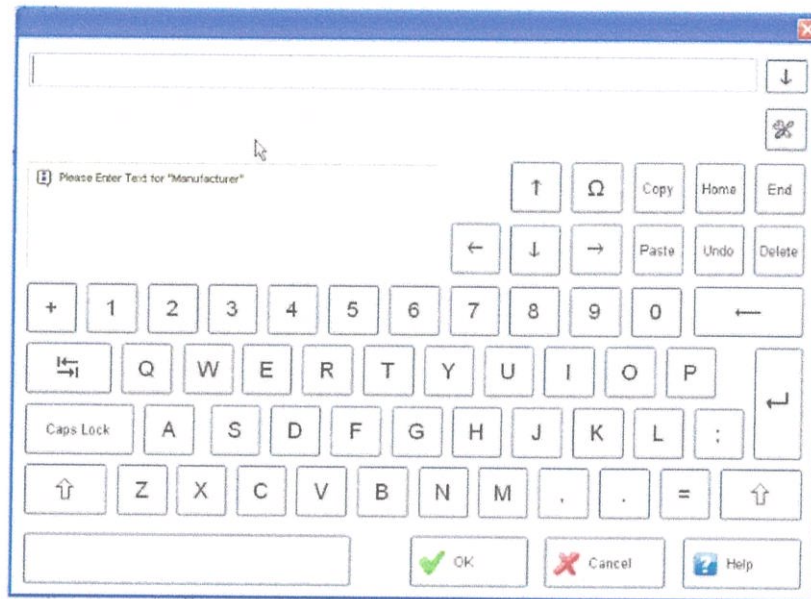 Please Enter Text for "Manufacturer"
↑ Ω Copy Home End
← ↓ → Paste Undo Delete
+ 1 2 3 4 5 6 7 8 9 0 ←
Q W E R T Y U I O P
Caps Lock A S D F G H J K L :
Z X C V B N M , . =
OK Cancel Help